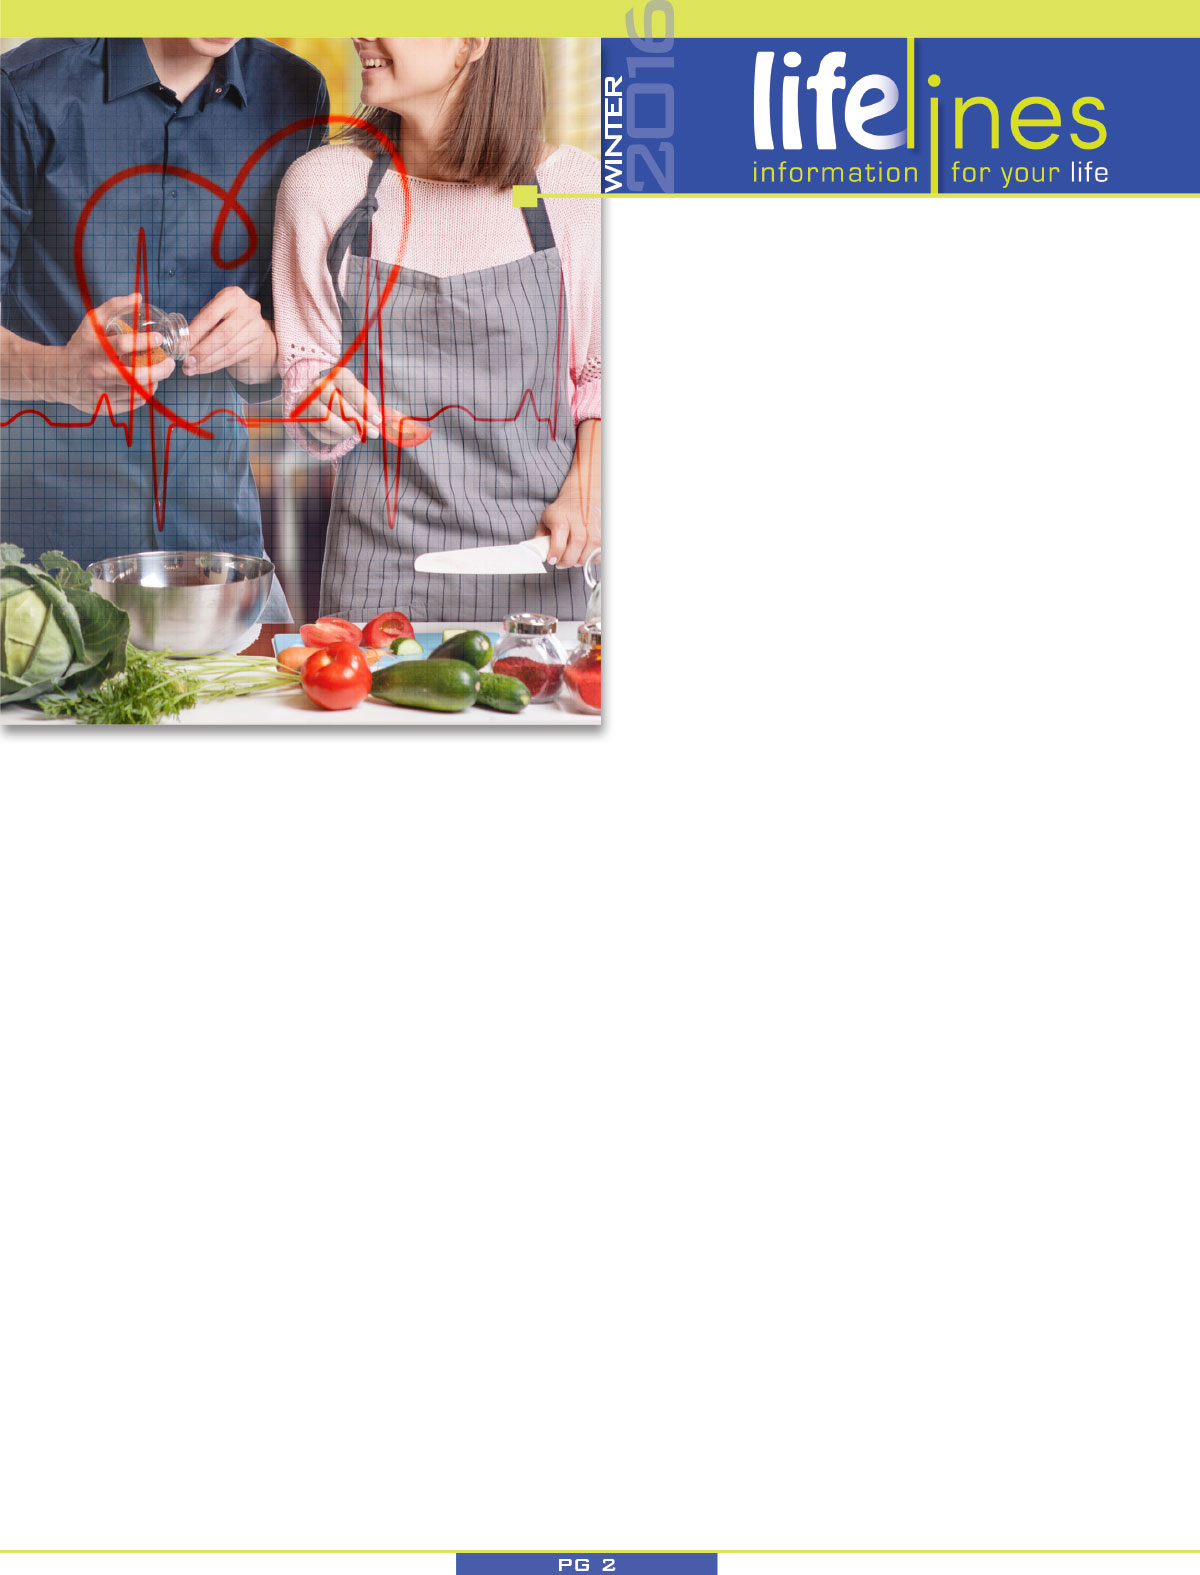 WINTER
2016
lifelines
information for your life
PG 2